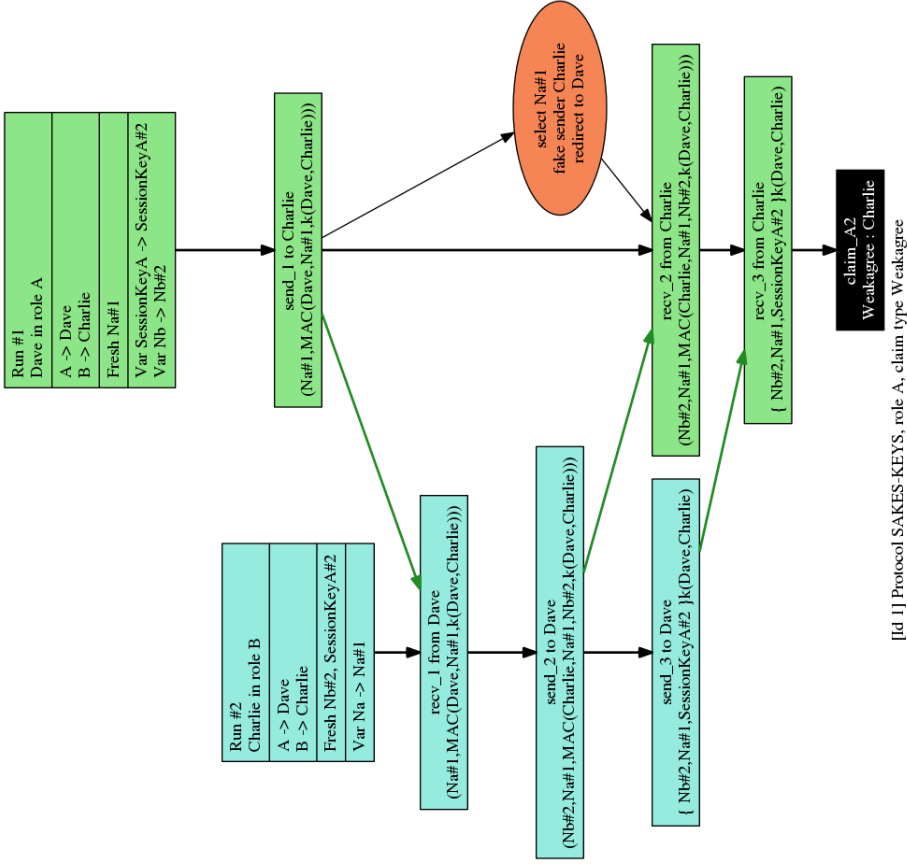 Run #1
Dave in role A
A -> Dave
B -> Charlie
Fresh Na#1
Var SessionKeyA -> SessionKeyA#2
Var Nb -> Nb#2
send_1 to Charlie
(Na#1,MAC(Dave,Na#1,k(Dave,Charlie)))
select Na#1
fake sender Charlie
redirect to Dave
Run #2
Charlie in role B
A -> Dave
B -> Charlie
Fresh Nb#2, SessionKeyA#2
Var Na -> Na#1
recv_1 from Dave
(Na#1,MAC(Dave,Na#1,k(Dave,Charlie)))
send_2 to Dave
(Nb#2,Na#1,MAC(Charlie,Na#1,Nb#2,k(Dave,Charlie)))
recv_2 from Charlie
(Nb#2,Na#1,MAC(Charlie,Na#1,Nb#2,k(Dave,Charlie)))
send_3 to Dave
{ Nb#2,Na#1,SessionKeyA#2 }k(Dave,Charlie)
recv_3 from Charlie
{ Nb#2,Na#1,SessionKeyA#2 }k(Dave,Charlie)
claim_A2
Weakagree : Charlie
[Id 1] Protocol SAKES-KEYS, role A, claim type Weakagree